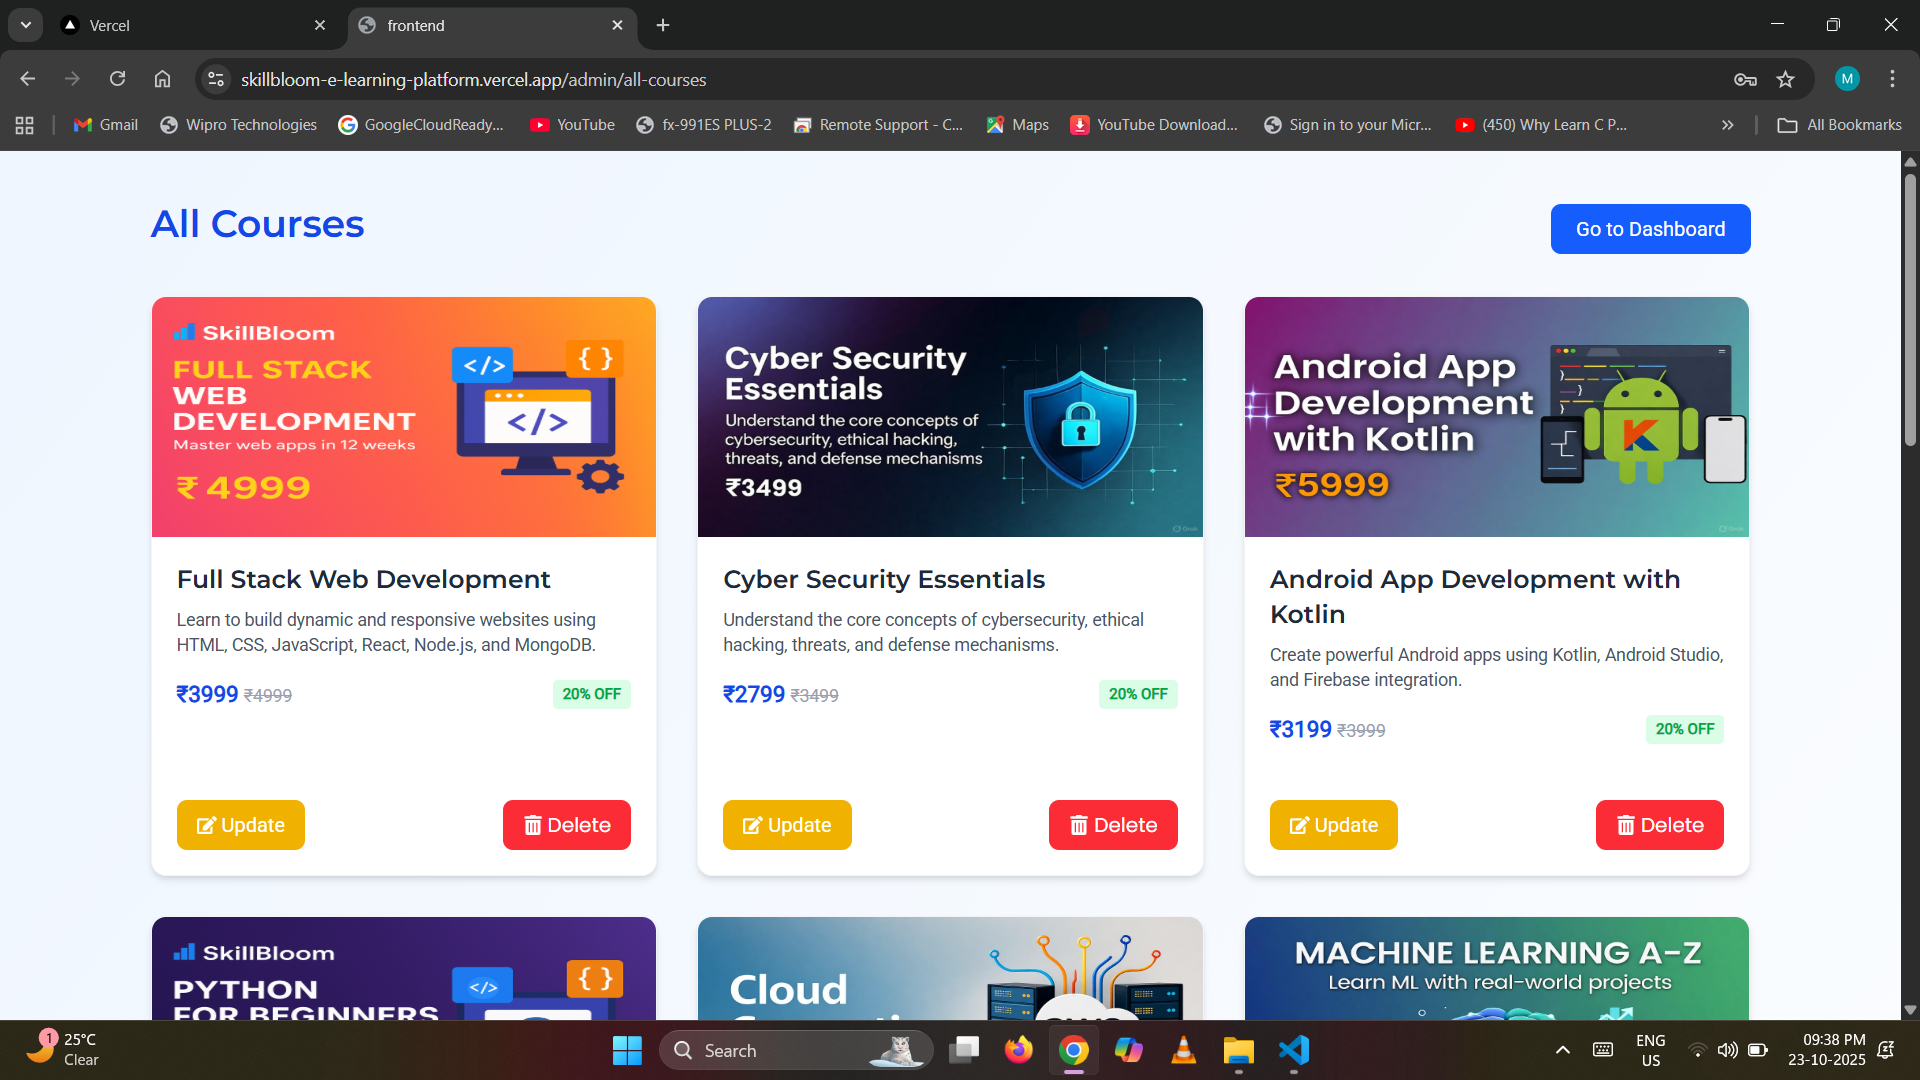 Vercel
frontend
skillbloom-e-learning-platform.vercel.app/admin/all-courses
M
Gmail
Wipro Technologies
GoogleCloudReady...
YouTube
fx-991ES PLUS-2
Remote Support - C...
Maps
YouTube Download...
Sign in to your Micr...
(450) Why Learn C P...
All Bookmarks
All Courses
Go to Dashboard
SkillBloom
FULL STACK
WEB
DEVELOPMENT
Master web apps in 12 weeks
₹ 4999
</>
{ }
</>
Full Stack Web Development
Learn to build dynamic and responsive websites using
HTML, CSS, JavaScript, React, Node.js, and MongoDB.
₹3999 ₹4999
20% OFF
Update
Delete
Cyber Security
Essentials
Understand the core concepts of
cybersecurity, ethical hacking,
threats, and defense mechanisms
₹3499
Cyber Security Essentials
Understand the core concepts of cybersecurity, ethical
hacking, threats, and defense mechanisms.
₹2799 ₹3499
20% OFF
Update
Delete
Android App
Development
with Kotlin
₹5999
K
Android App Development with
Kotlin
Create powerful Android apps using Kotlin, Android Studio,
and Firebase integration.
₹3199 ₹3999
20% OFF
Update
Delete
SkillBloom
PYTHON
FOR BEGINNERS
</>
{ }
Cloud
MACHINE LEARNING A-Z
Learn ML with real-world projects
1
25°C
Clear
Search
ENG
US
09:38 PM
23-10-2025